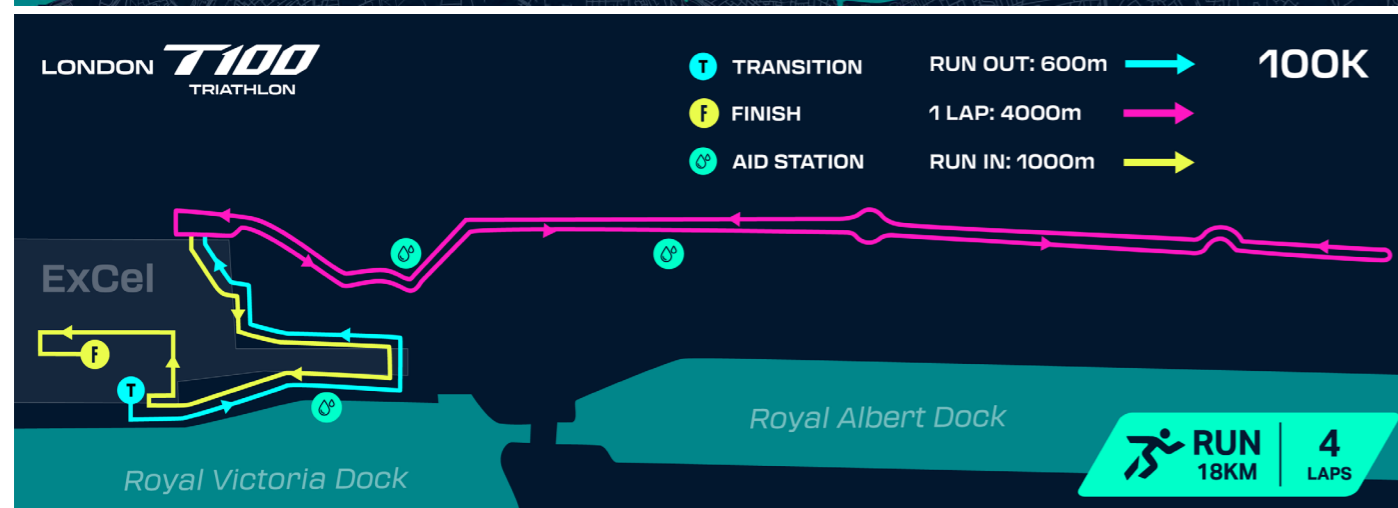 LONDON T100
TRIATHLON
T TRANSITION
F FINISH
AID STATION
RUN OUT: 600m
1 LAP: 4000m
RUN IN: 1000m
100K
ExCel
F
T
Royal Albert Dock
Royal Victoria Dock
RUN
18KM
4
LAPS